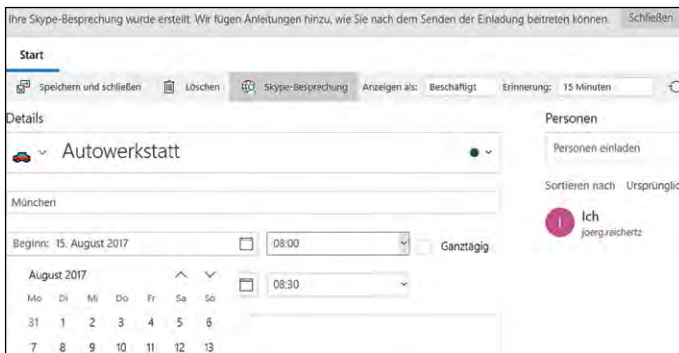 Ihre Skype-Besprechung wurde erstellt. Wir fügen Anleitungen hinzu, wie Sie nach dem Senden der Einladung beitreten können. Schließen
Start
Speichern und schließen Löschen Skype-Besprechung Anzeigen als: Beschäftigt Erinnerung: 15 Minuten
Details
Personen
Autowerkstatt
Personen einladen
Sortieren nach Ursprünglic
München
Ich
joerg.reichertz
Beginn: 15. August 2017 08:00 Ganztägig
August 2017
08:30
Mo Di Mi Do Fr Sa So
31 1 2 3 4 5 6
7 8 9 10 11 12 13